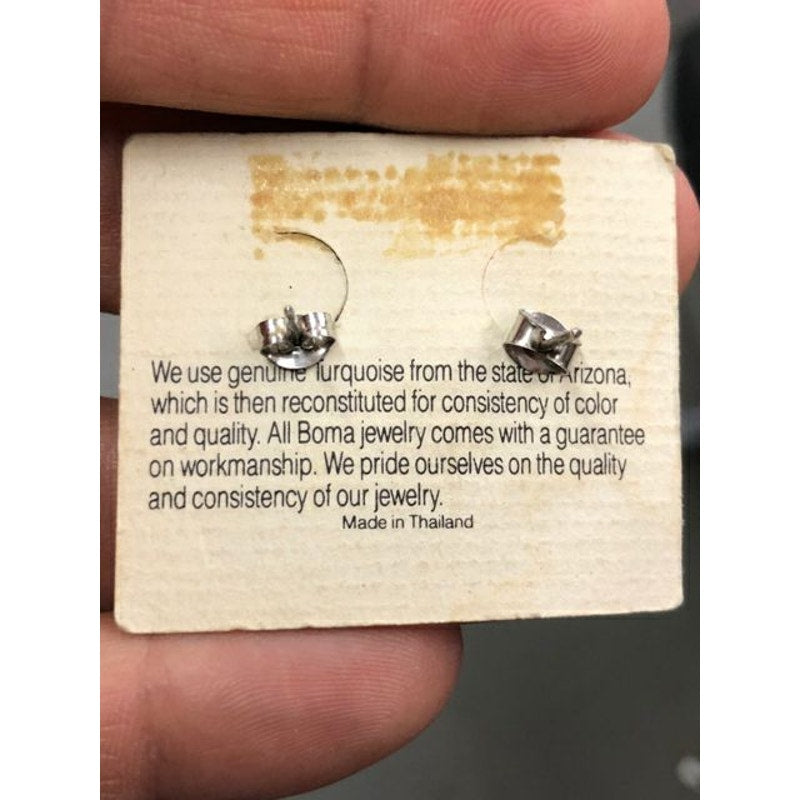 We use genuine Turquoise from the state of Arizona,
which is then reconstituted for consistency of color
and quality. All Boma jewelry comes with a guarantee
on workmanship. We pride ourselves on the quality
and consistency of our jewelry.
Made in Thailand